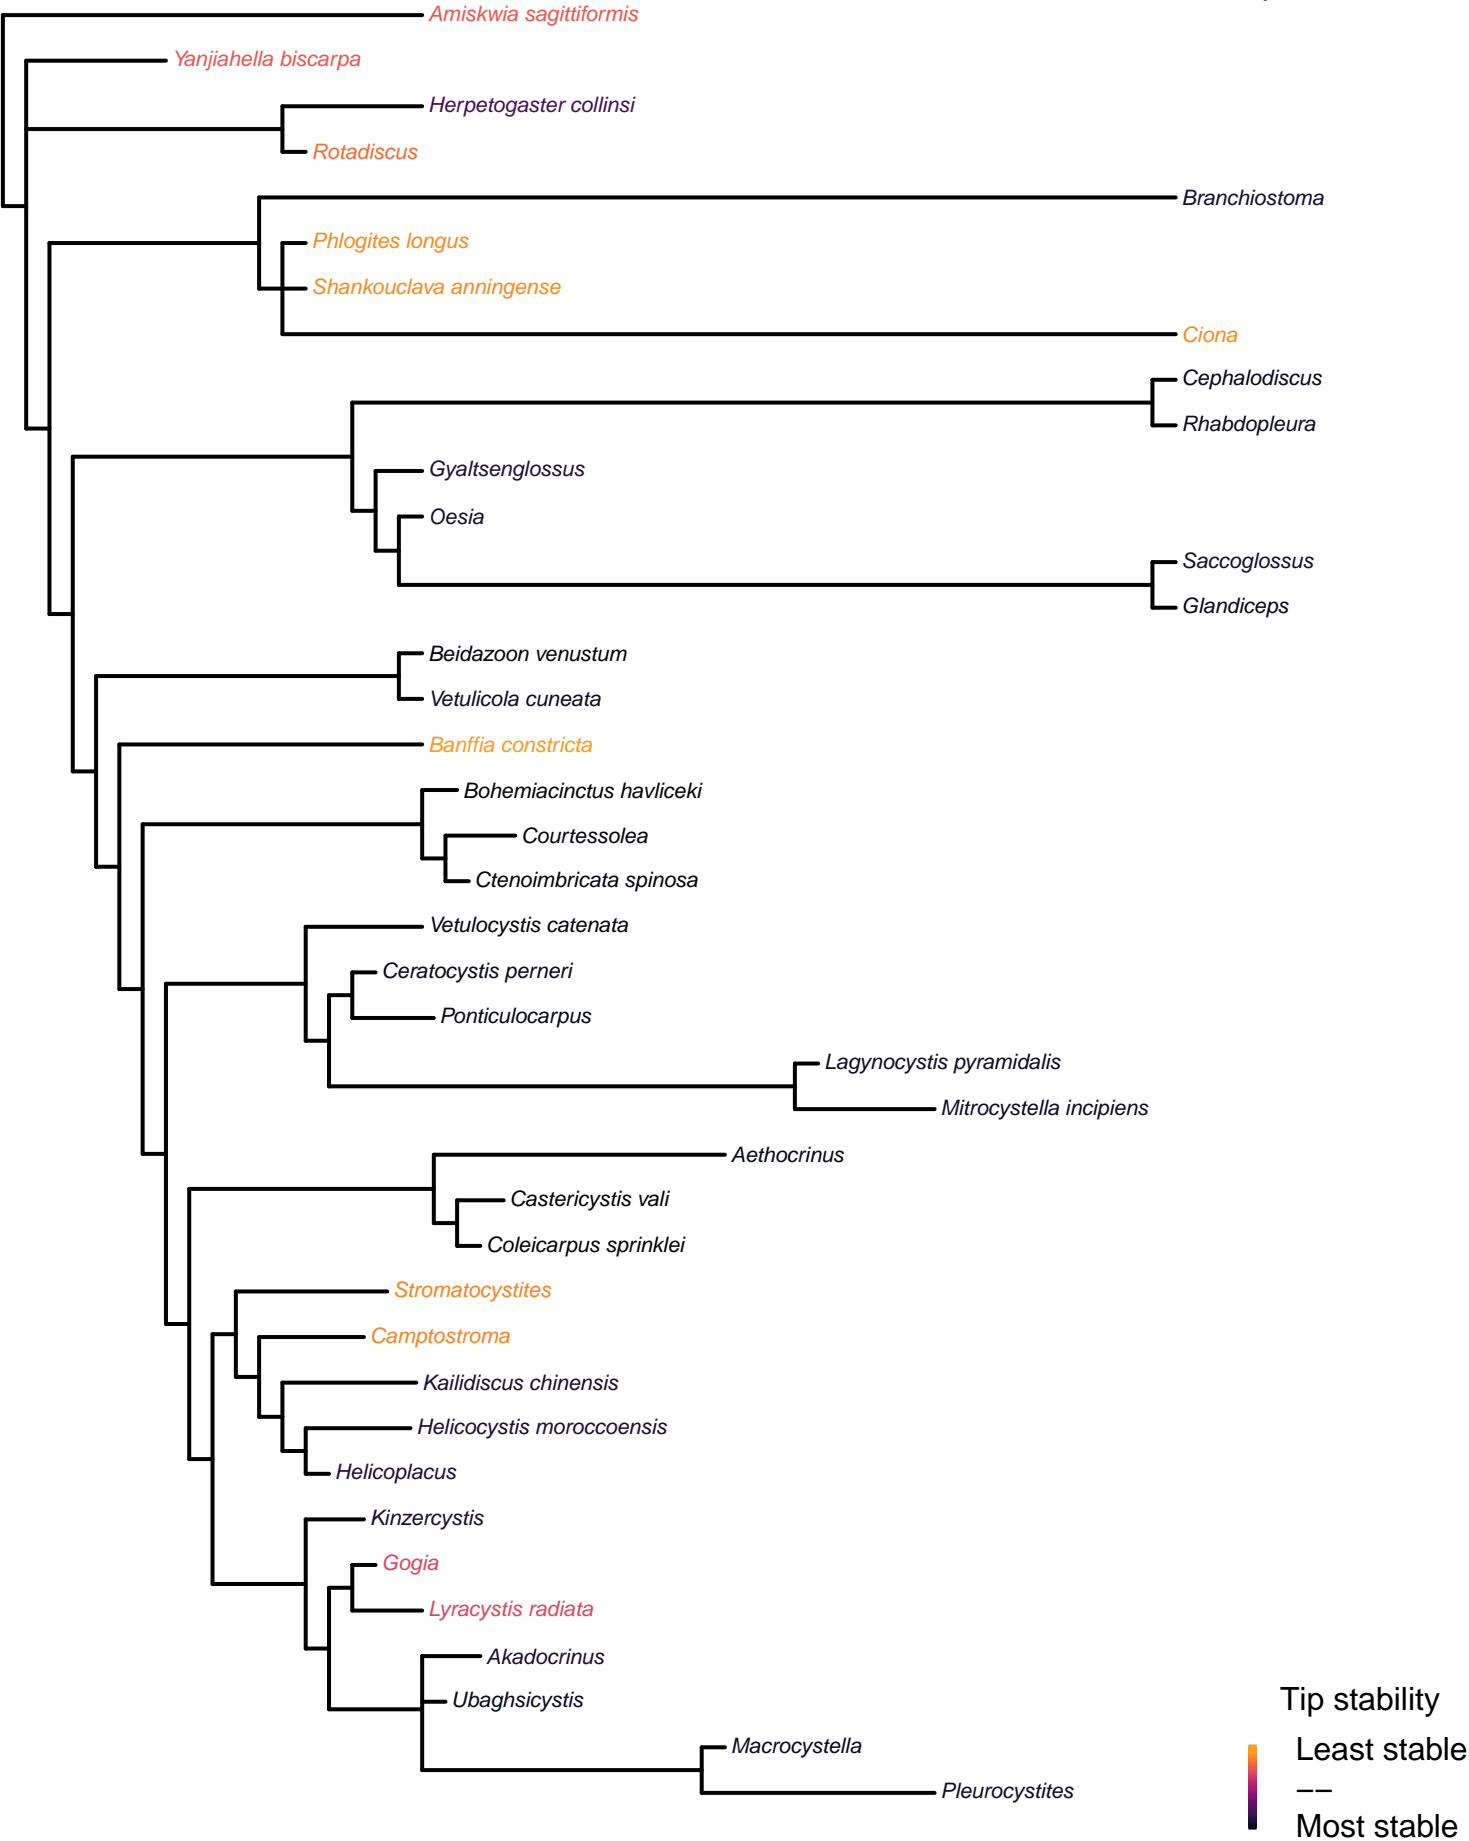 Amiskwia sagittiformis
Yanjiahella biscarpa
Herpetogaster collinsi
Rotadiscus
Branchiostoma
Phlogites longus
Shankouclava anningense
Ciona
Cephalodiscus
Rhabdopleura
Gyaltsenglossus
Oesia
Saccoglossus
Glandiceps
Beidazoon venustum
Vetulicola cuneata
Banffia constricta
Bohemiacinctus havliceki
Courtessolea
Ctenoimbricata spinosa
Vetulocystis catenata
Ceratocystis perneri
Ponticulocarpus
Lagynocystis pyramidalis
Mitrocystella incipiens
Aethocrinus
Castericystis vali
Coleicarpus sprinklei
Stromatocystites
Camptostroma
Kailidiscus chinensis
Helicocystis moroccoensis
Helicoplacus
Kinzercystis
Gogia
Lyracystis radiata
Akadocrinus
Ubaghsicystis
Macrocystella
Pleurocystites
Tip stability
Least stable
––
Most stable